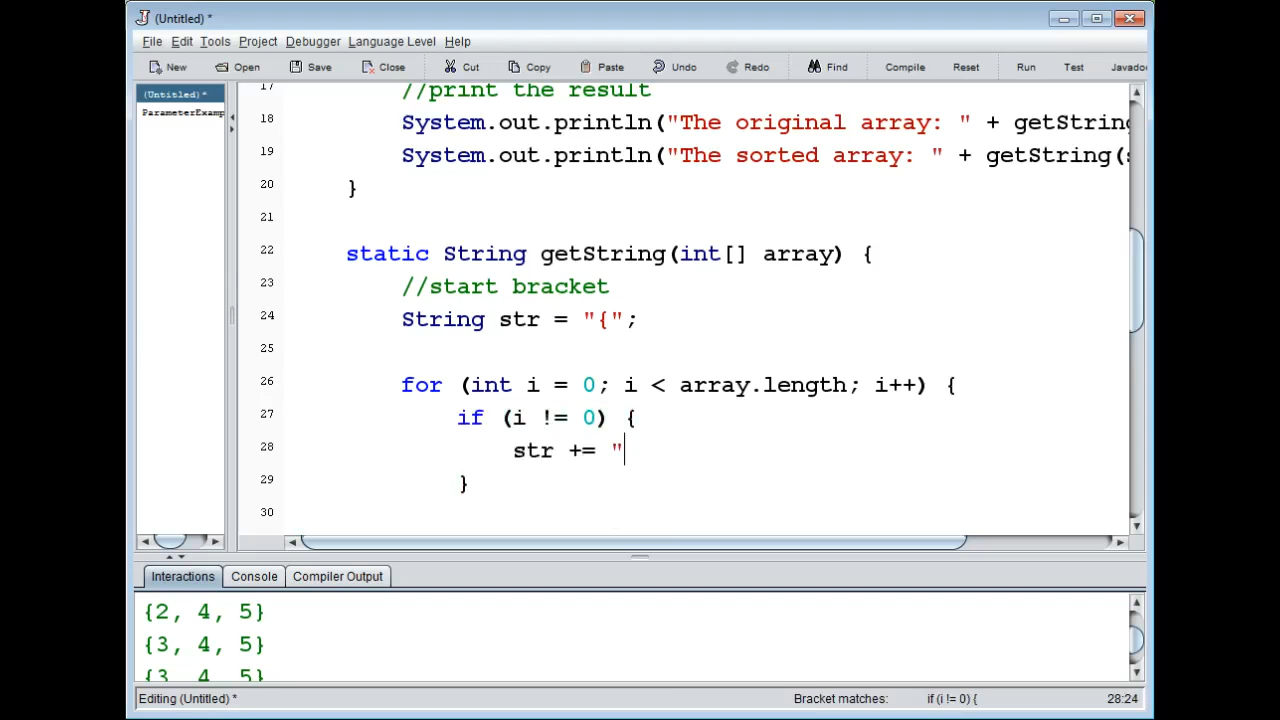 (Untitled) *
File Edit Tools Project Debugger Language Level Help
New Open Save Close Cut Copy Paste Undo Redo Find Compile Reset Run Test Javadoc
(Untitled)*
ParameterExamp
17 //print the result
18 System.out.println("The original array: " + getString
19 System.out.println("The sorted array: " + getString(s
20 }
21
22 static String getString(int[] array) {
23 //start bracket
24 String str = "{";
25
26 for (int i = 0; i < array.length; i++) {
27 if (i != 0) {
28 str += "
29 }
30
Interactions Console Compiler Output
{2, 4, 5}
{3, 4, 5}
{3, 4, 5}
Editing (Untitled) * Bracket matches: if (i != 0) { 28:24